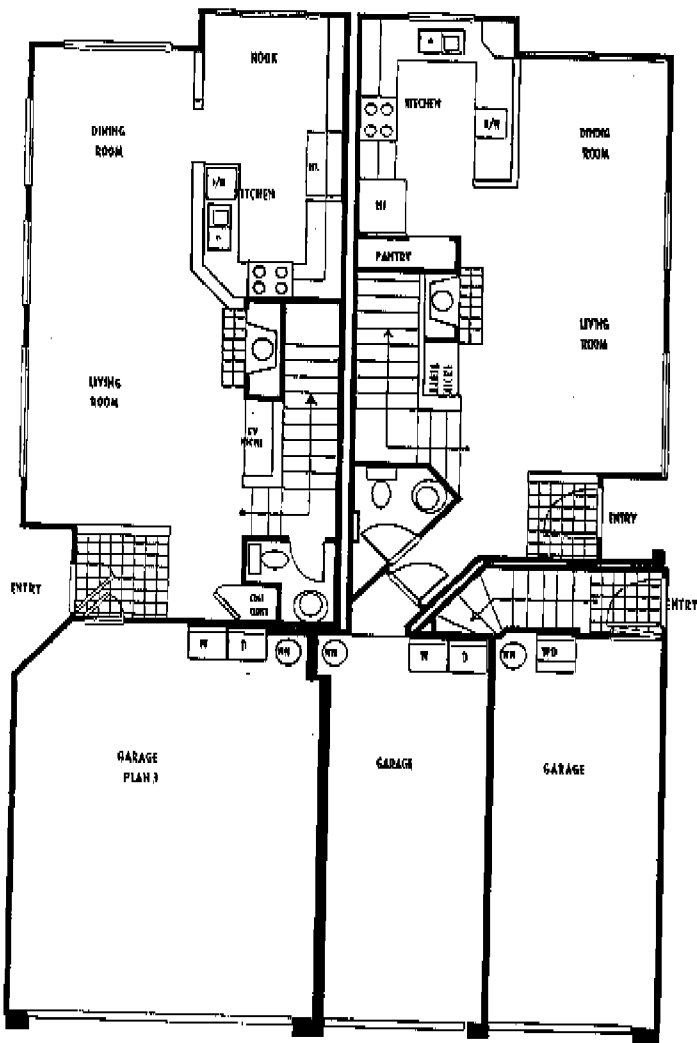 NOOK
DINING
ROOM
KITCHEN
LIVING
ROOM
ENTRY
W
D
WH
GARAGE
PLAN 3
KITCHEN
D/W
DINING
ROOM
PANTRY
LIVING
ROOM
ENTRY
ENTRY
WH
W
D
WH
WD
GARAGE
GARAGE